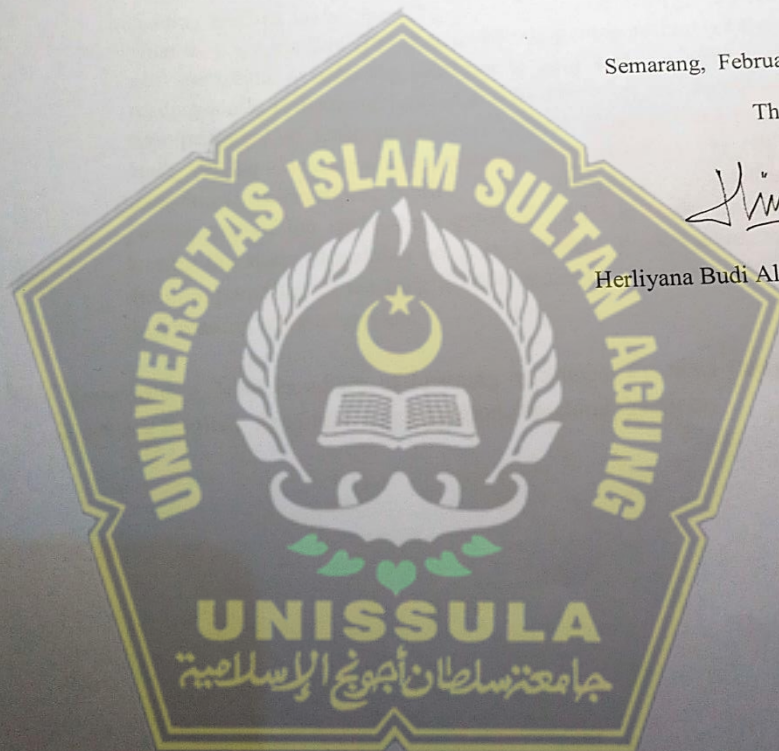 Semarang, Februa
Th
Herliyana Budi Al
UNIVERSITAS ISLAM SULTAN AGUNG
UNISSULA
جامعة سلطان أجونج الإسلامية